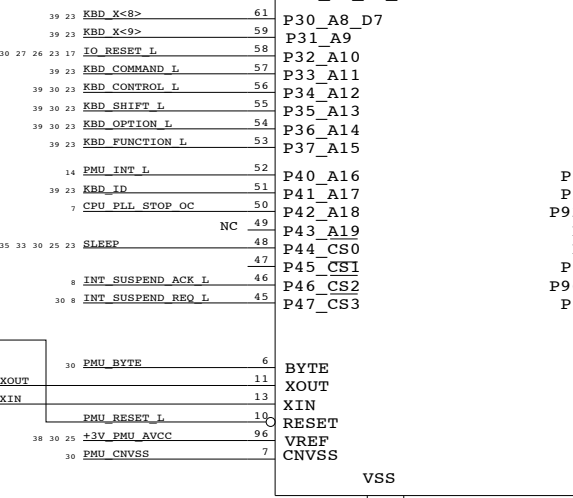 39 23 KBD_X<8> 61 P30_A8_D7
39 23 KBD_X<9> 59 P31_A9
30 27 26 23 17 IO_RESET_L 58 P32_A10
39 23 KBD_COMMAND_L 57 P33_A11
39 30 23 KBD_CONTROL_L 56 P34_A12
39 30 23 KBD_SHIFT_L 55 P35_A13
39 30 23 KBD_OPTION_L 54 P36_A14
39 23 KBD_FUNCTION_L 53 P37_A15
14 PMU_INT_L 52 P40_A16 P
39 23 KBD_ID 51 P41_A17 P
7 CPU_PLL_STOP_OC 50 P42_A18 P9
NC 49 P43_A19
35 33 30 25 23 SLEEP 48 P44_CS0
47 P45_CS1 P
8 INT_SUSPEND_ACK_L 46 P46_CS2 P9
30 8 INT_SUSPEND_REQ_L 45 P47_CS3 P
30 PMU_BYTE 6 BYTE
XOUT 11 XOUT
XIN 13 XIN
PMU_RESET_L 10 RESET
38 30 25 +3V_PMU_AVCC 96 VREF
30 PMU_CNVSS 7 CNVSS
VSS